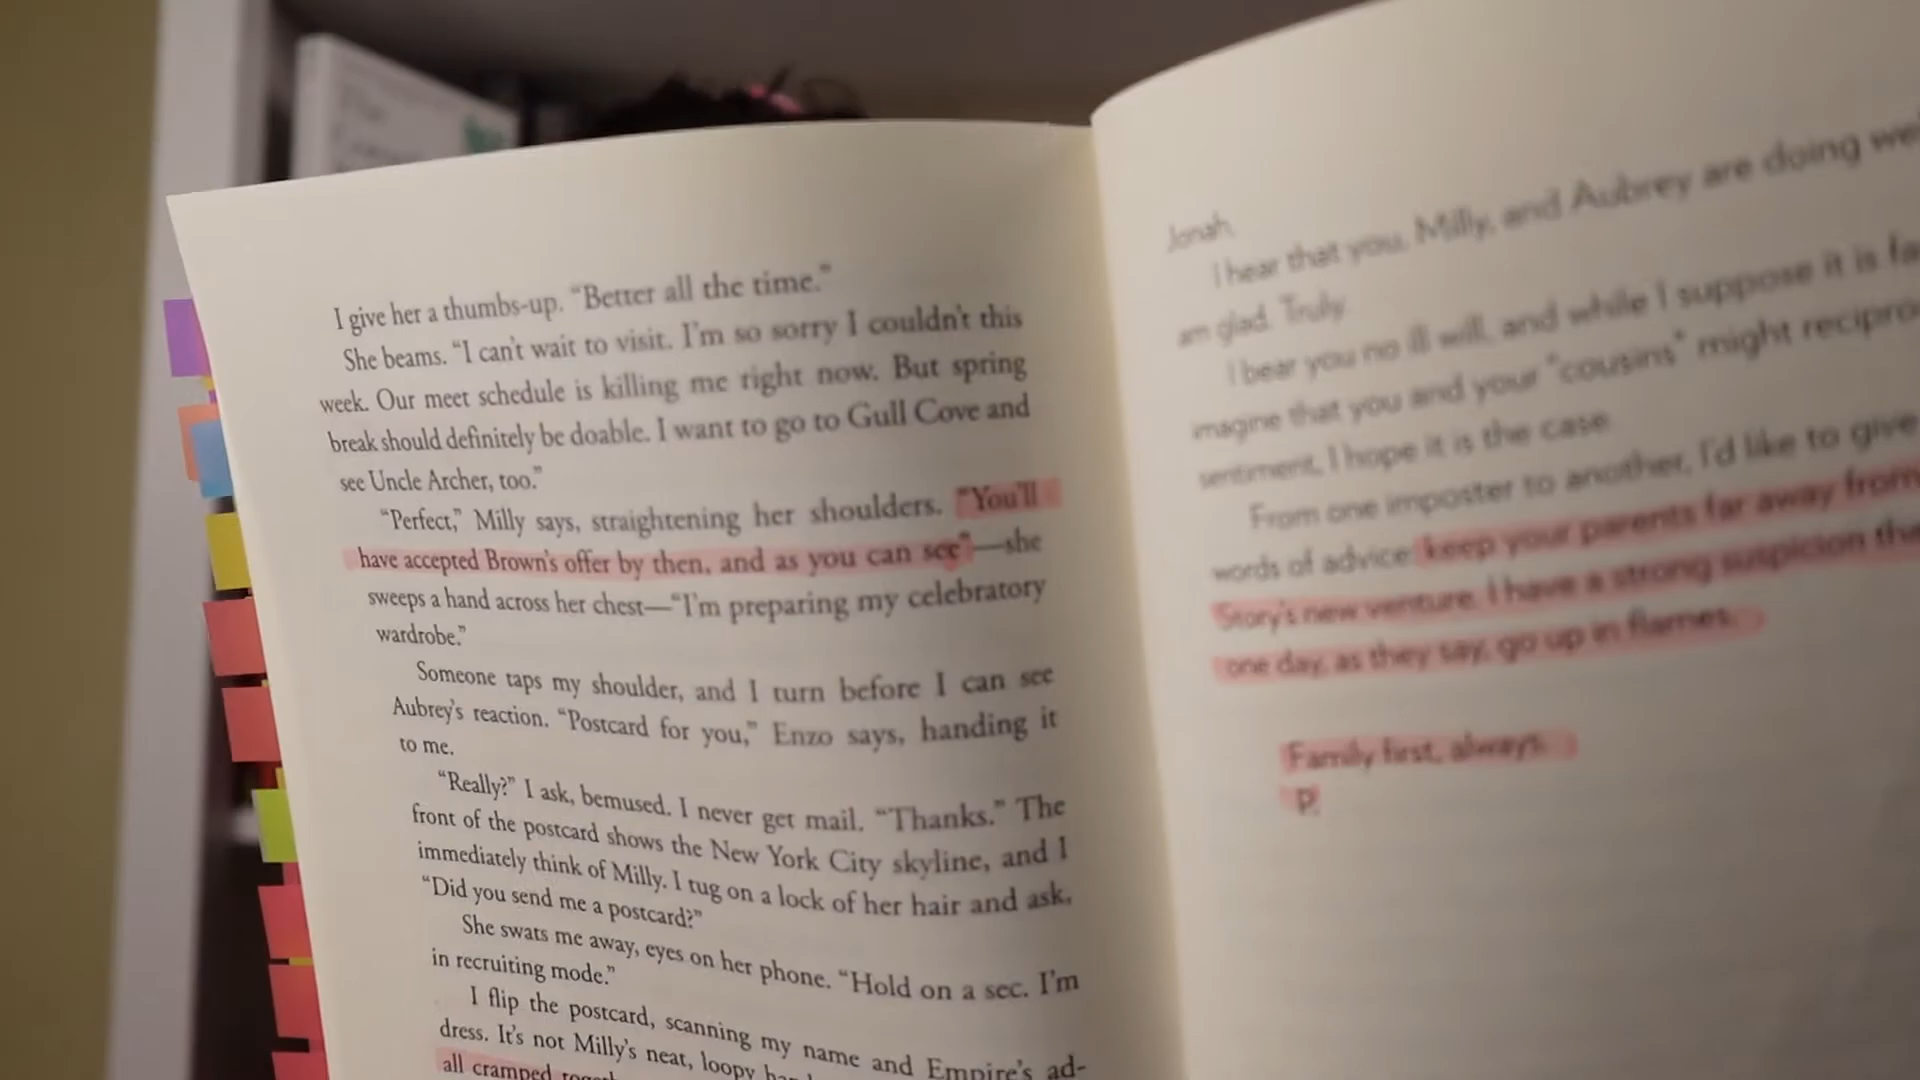 I give her a thumbs-up. “Better all the time.”
She beams. “I can’t wait to visit. I’m so sorry I couldn’t this
week. Our meet schedule is killing me right now. But spring
break should definitely be doable. I want to go to Gull Cove and
see Uncle Archer, too.”
“Perfect,” Milly says, straightening her shoulders. “You’ll
have accepted Brown’s offer by then, and as you can see”—she
sweeps a hand across her chest—“I’m preparing my celebratory
wardrobe.”
Someone taps my shoulder, and I turn before I can see
Aubrey’s reaction. “Postcard for you,” Enzo says, handing it
to me.
“Really?” I ask, bemused. I never get mail. “Thanks.” The
front of the postcard shows the New York City skyline, and I
immediately think of Milly. I tug on a lock of her hair and ask,
“Did you send me a postcard?”
She swats me away, eyes on her phone. “Hold on a sec. I’m
in recruiting mode.”
I flip the postcard, scanning my name and Empire’s ad-
dress. It’s not Milly’s neat, loopy
all cramped
Jonah,
I hear that you, Milly, and Aubrey are doing
am glad. Truly.
I bear you no ill will, and while I suppose it is
imagine that you and your “cousins” might
sentiment, I hope it is the case.
From one imposter to another, I’d like to give
words of advice: keep your parents far away from
Story’s new venture. I have a strong suspicion
one day, as they say, go up in flames.
Family first, always.
P.